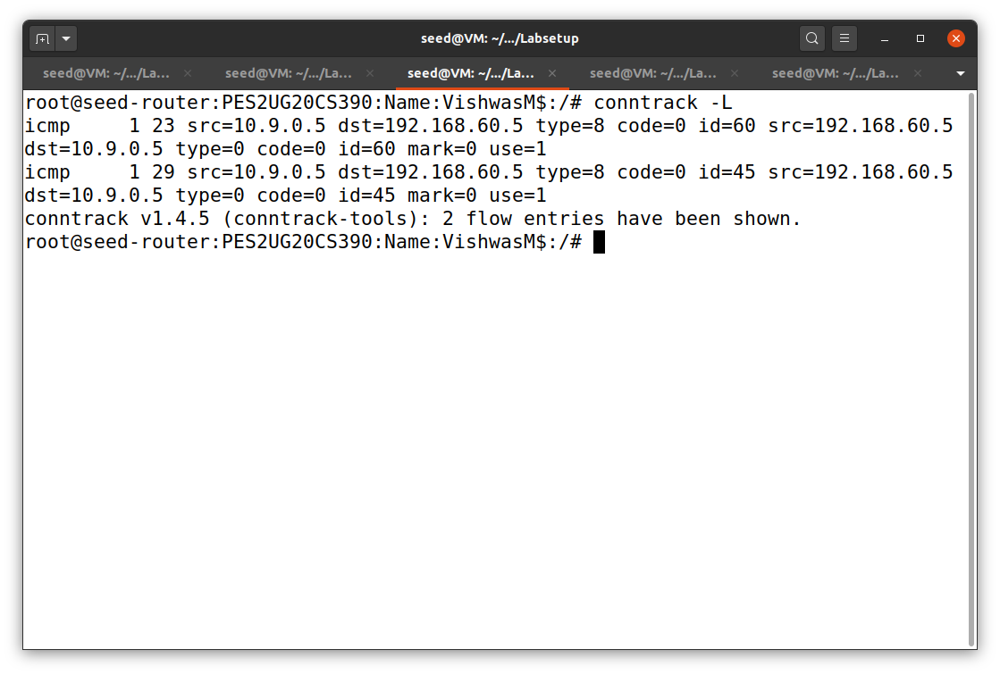 seed@VM: ~/.../Labsetup
seed@VM: ~/.../La... seed@VM: ~/.../La... seed@VM: ~/.../La... seed@VM: ~/.../La... seed@VM: ~/.../La...
root@seed-router:PES2UG20CS390:Name:VishwasM$:/# conntrack -L
icmp     1 23 src=10.9.0.5 dst=192.168.60.5 type=8 code=0 id=60 src=192.168.60.5
dst=10.9.0.5 type=0 code=0 id=60 mark=0 use=1
icmp     1 29 src=10.9.0.5 dst=192.168.60.5 type=8 code=0 id=45 src=192.168.60.5
dst=10.9.0.5 type=0 code=0 id=45 mark=0 use=1
conntrack v1.4.5 (conntrack-tools): 2 flow entries have been shown.
root@seed-router:PES2UG20CS390:Name:VishwasM$:/#